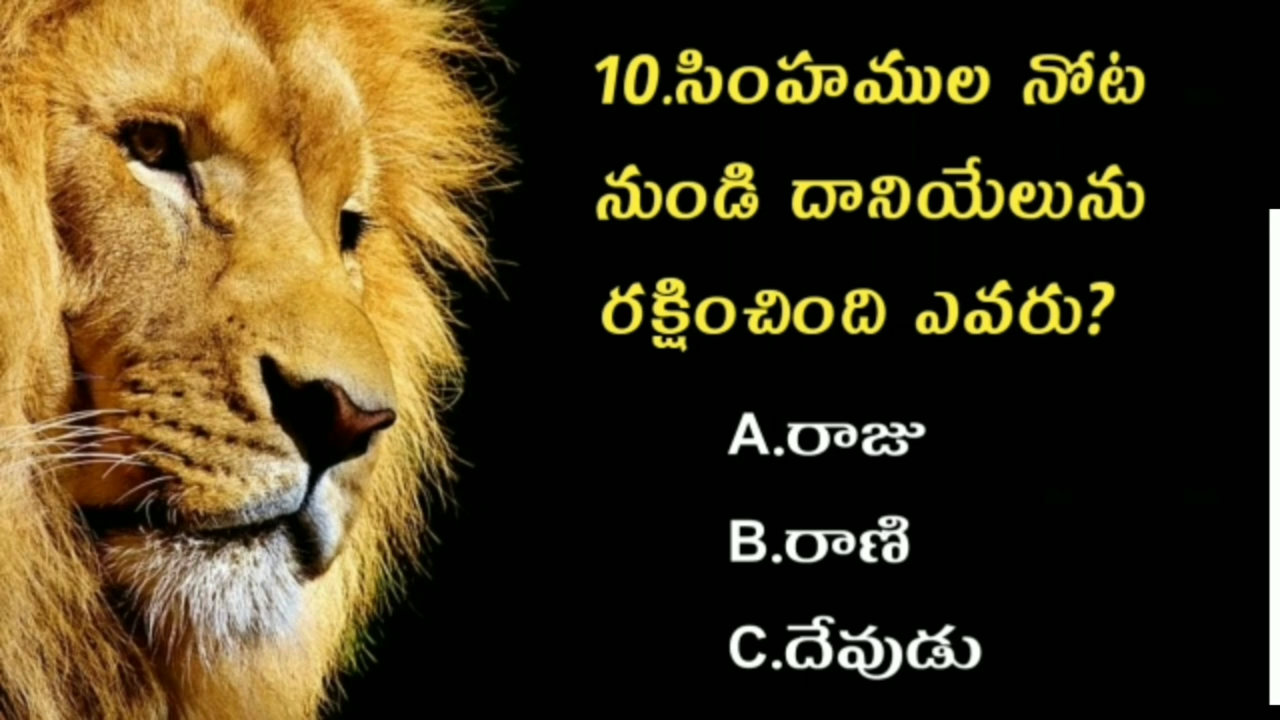 10.సింహముల నోట
నుండి దానియేలును
రక్షించింది ఎవరు?
A.రాజు
B.రాణి
C.దేవుడు